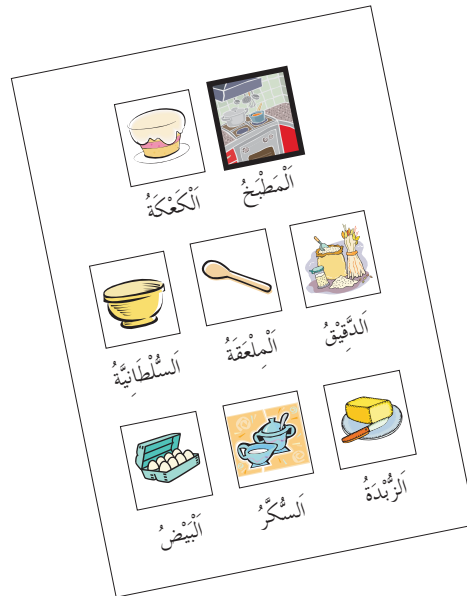 اَلْمَطْبَخُ
اَلْكَعْكَةُ
اَلدَّقِيْقُ
اَلْمِلْعَقَةُ
اَلسُّلْطَانِيَّةُ
اَلزُّبْدَةُ
اَلسُّكَّرُ
اَلْبَيْضُ